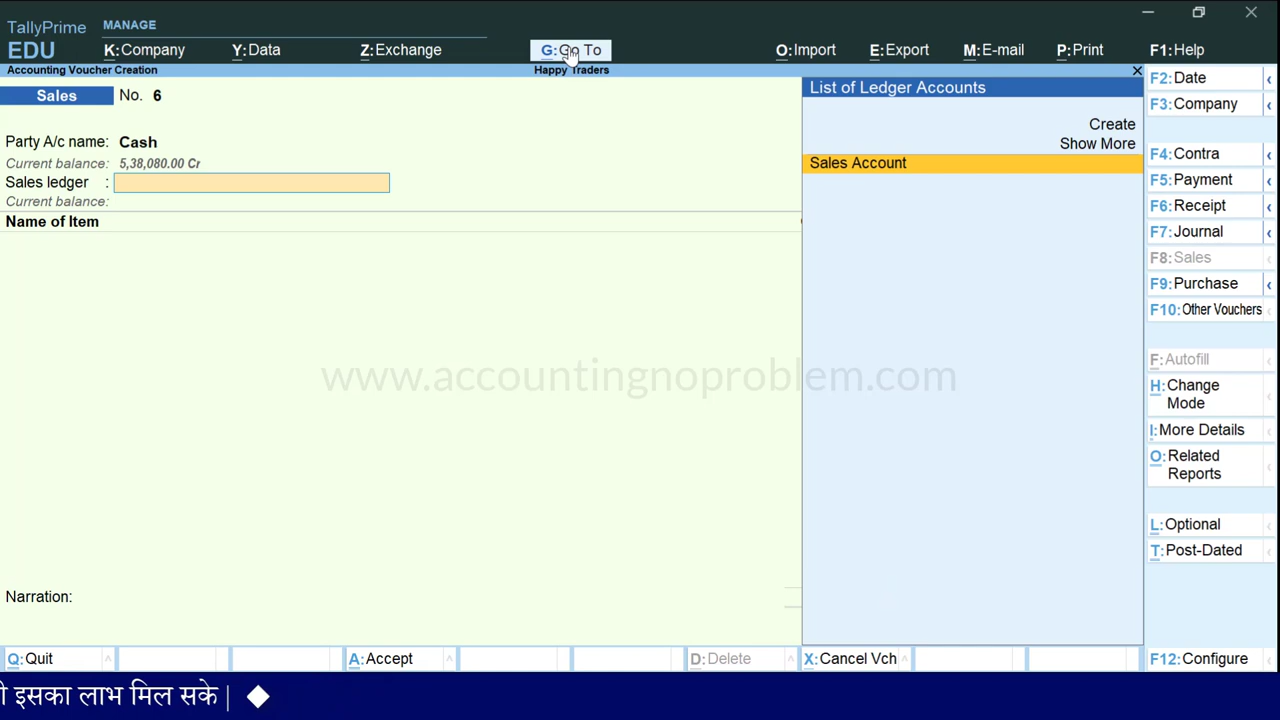 TallyPrime
EDU
MANAGE
K:Company
Y:Data
Z:Exchange
G:Go To
O:Import
E:Export
M:E-mail
P:Print
F1:Help
Accounting Voucher Creation
Happy Traders
Sales
No. 6
Party A/c name: Cash
Current balance: 5,38,080.00 Cr
Sales ledger :
Current balance:
Name of Item
Narration:
List of Ledger Accounts
Create
Show More
Sales Account
F2:Date
F3:Company
F4:Contra
F5:Payment
F6:Receipt
F7:Journal
F8:Sales
F9:Purchase
F10:Other Vouchers
F:Autofill
H:Change
Mode
I:More Details
O:Related
Reports
L:Optional
T:Post-Dated
F12:Configure
www.accountingnoproblem.com
Q:Quit
A:Accept
D:Delete
X:Cancel Vch
इसका लाभ मिल सके |